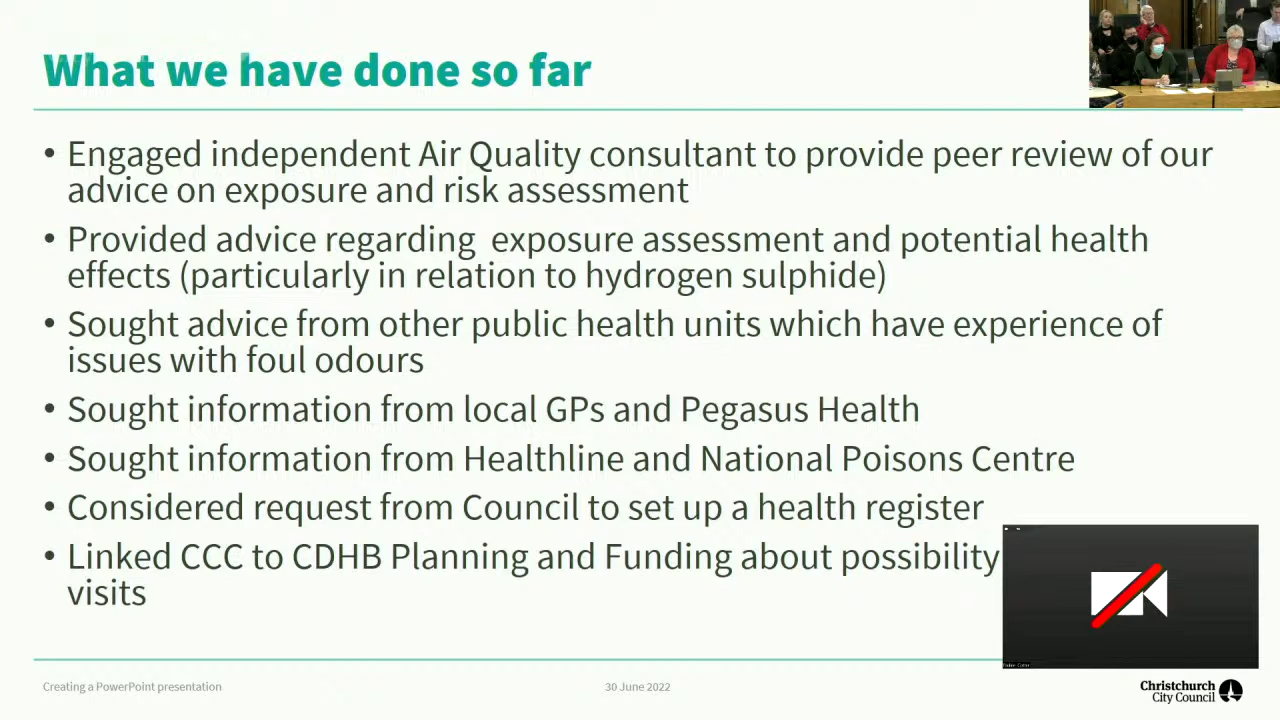 What we have done so far
• Engaged independent Air Quality consultant to provide peer review of our
advice on exposure and risk assessment
• Provided advice regarding  exposure assessment and potential health
effects (particularly in relation to hydrogen sulphide)
• Sought advice from other public health units which have experience of
issues with foul odours
• Sought information from local GPs and Pegasus Health
• Sought information from Healthline and National Poisons Centre
• Considered request from Council to set up a health register
• Linked CCC to CDHB Planning and Funding about possibility
visits
Creating a PowerPoint presentation
30 June 2022
Christchurch
City Council